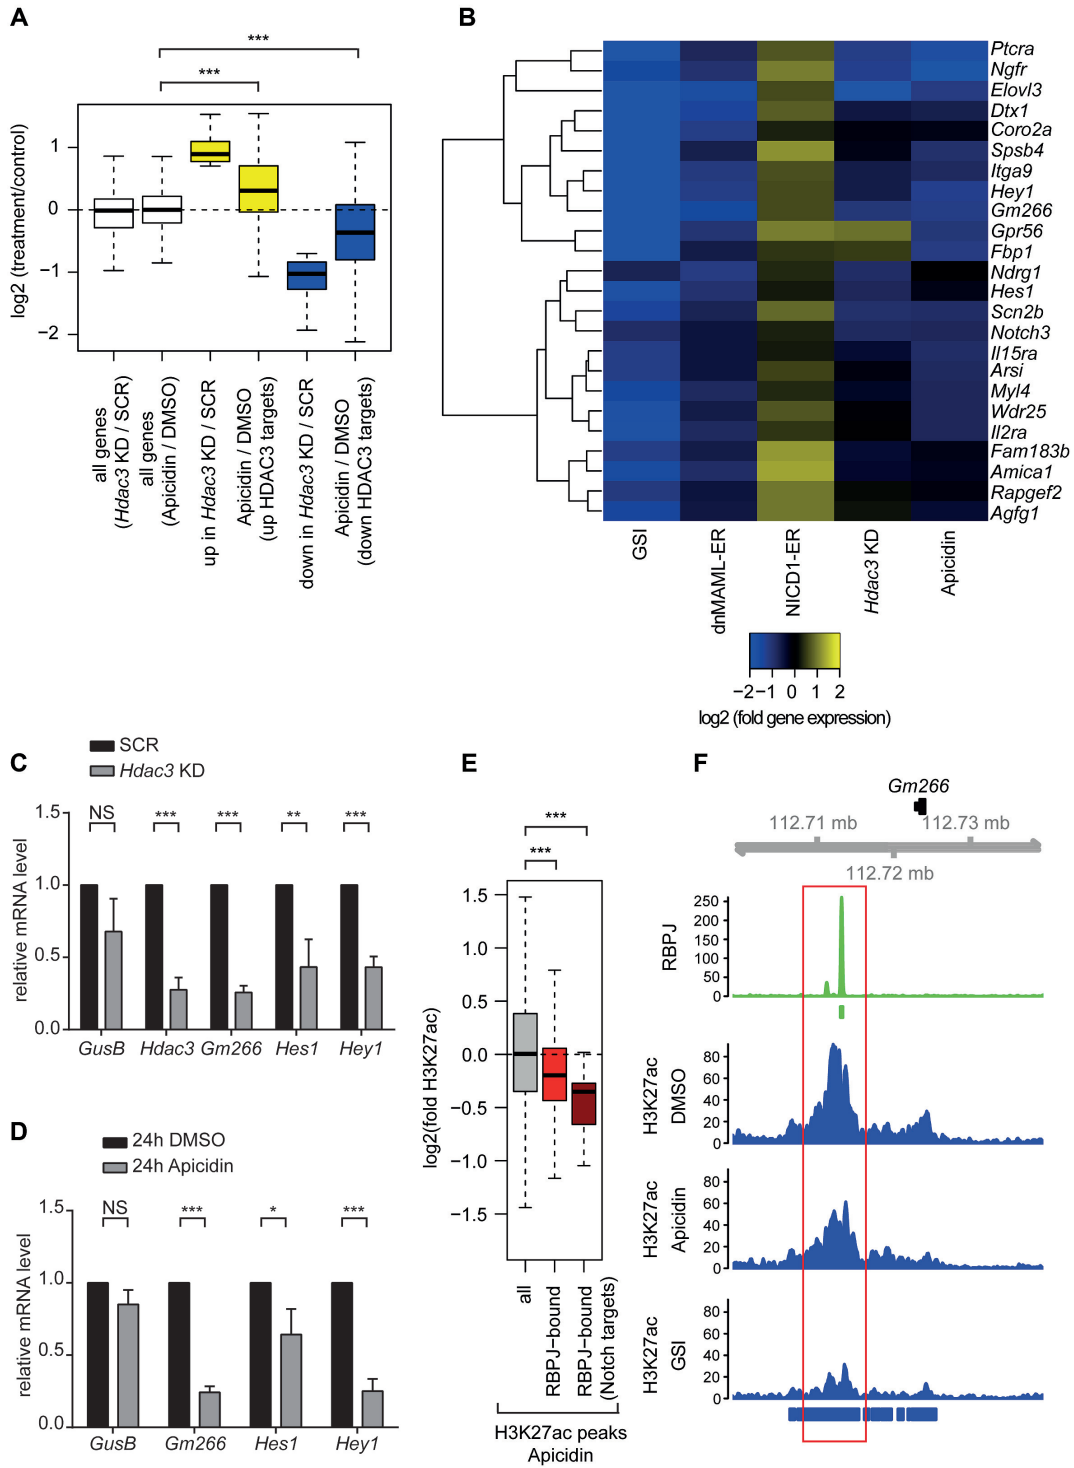 A
***
***
log2 (treatment/control)
1
0
−1
−2
all genes
(Hdac3 KD / SCR)
all genes
(Apicidin / DMSO)
up in Hdac3 KD / SCR
Apicidin / DMSO
(up HDAC3 targets)
down in Hdac3 KD / SCR
Apicidin / DMSO
(down HDAC3 targets)
B
Ptcra
Ngfr
Elovl3
Dtx1
Coro2a
Spsb4
Itga9
Hey1
Gm266
Gpr56
Fbp1
Ndrg1
Hes1
Scn2b
Notch3
Il15ra
Arsi
Myl4
Wdr25
Il2ra
Fam183b
Amica1
Rapgef2
Agfg1
GSI
dnMAML-ER
NICD1-ER
Hdac3 KD
Apicidin
−2 −1 0 1 2
log2 (fold gene expression)
C
SCR
Hdac3 KD
relative mRNA level
1.5
1.0
0.5
0.0
NS *** *** ** ***
GusB Hdac3 Gm266 Hes1 Hey1
D
24h DMSO
24h Apicidin
relative mRNA level
1.5
1.0
0.5
0.0
NS *** * ***
GusB Gm266 Hes1 Hey1
E
***
***
log2(fold H3K27ac)
1.5
1.0
0.5
0.0
−0.5
−1.0
−1.5
all
RBPJ−bound
RBPJ−bound
(Notch targets)
H3K27ac peaks
Apicidin
F
Gm266
112.71 mb 112.73 mb
112.72 mb
RBPJ
250
200
150
100
50
0
H3K27ac
DMSO
80
60
40
20
0
H3K27ac
Apicidin
80
60
40
20
0
H3K27ac
GSI
80
60
40
20
0